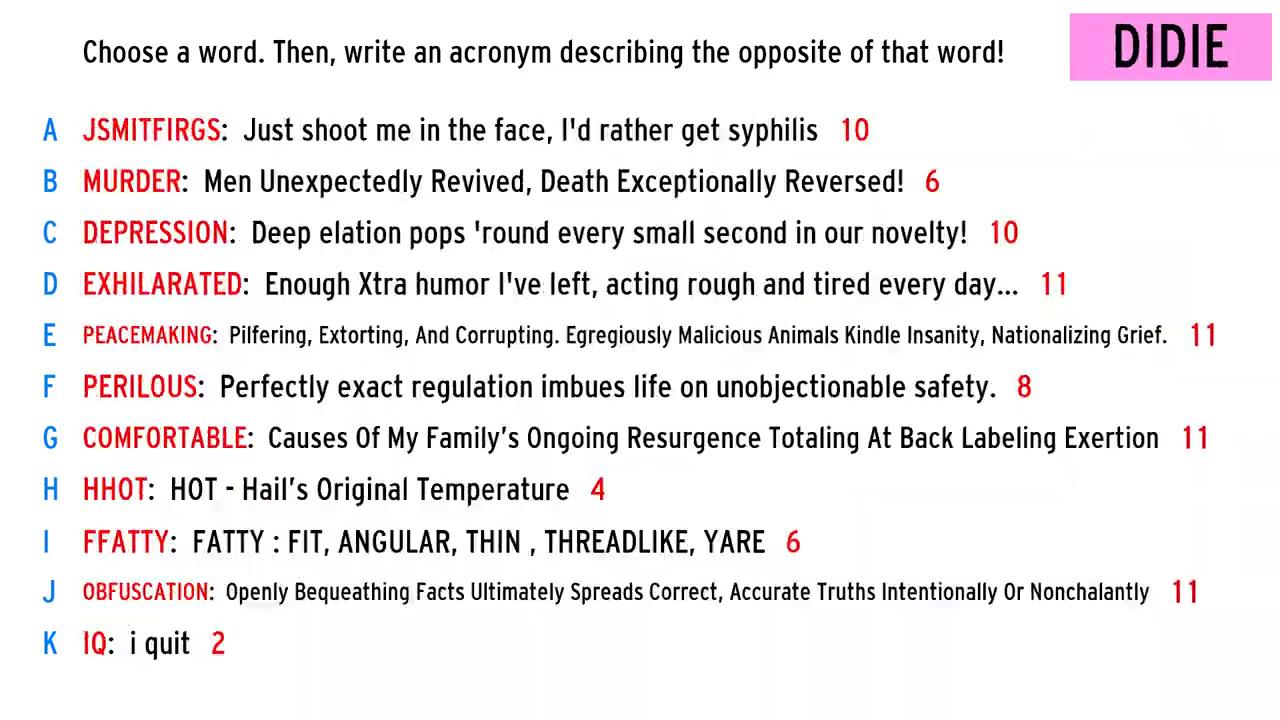 Choose a word. Then, write an acronym describing the opposite of that word!
DIDIE
A JSMITFIRGS: Just shoot me in the face, I'd rather get syphilis 10
B MURDER: Men Unexpectedly Revived, Death Exceptionally Reversed! 6
C DEPRESSION: Deep elation pops 'round every small second in our novelty! 10
D EXHILARATED: Enough Xtra humor I've left, acting rough and tired every day... 11
E PEACEMAKING: Pilfering, Extorting, And Corrupting. Egregiously Malicious Animals Kindle Insanity, Nationalizing Grief. 11
F PERILOUS: Perfectly exact regulation imbues life on unobjectionable safety. 8
G COMFORTABLE: Causes Of My Family's Ongoing Resurgence Totaling At Back Labeling Exertion 11
H HHOT: HOT - Hail's Original Temperature 4
I FFATTY: FATTY : FIT, ANGULAR, THIN , THREADLIKE, YARE 6
J OBFUSCATION: Openly Bequeathing Facts Ultimately Spreads Correct, Accurate Truths Intentionally Or Nonchalantly 11
K IQ: i quit 2